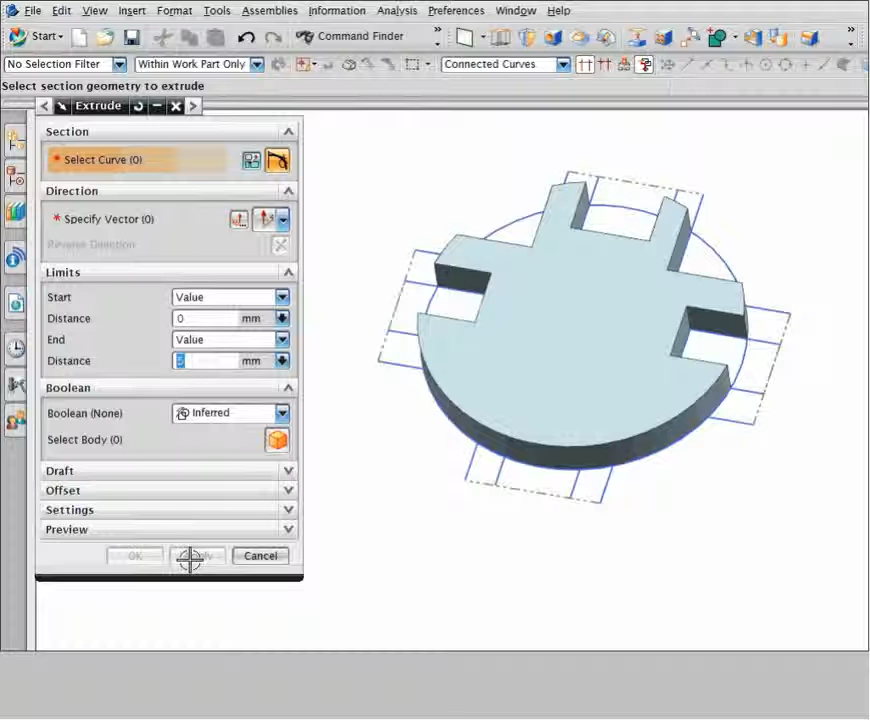 File Edit View Insert Format Tools Assemblies Information Analysis Preferences Window Help
Start Command Finder
No Selection Filter Within Work Part Only Connected Curves
Select section geometry to extrude
Extrude
Section
* Select Curve (0)
Direction
* Specify Vector (0)
Reverse Direction
Limits
Start Value
Distance 0 mm
End Value
Distance mm
Boolean
Boolean (None) Inferred
Select Body (0)
Draft
Offset
Settings
Preview
OK Cancel